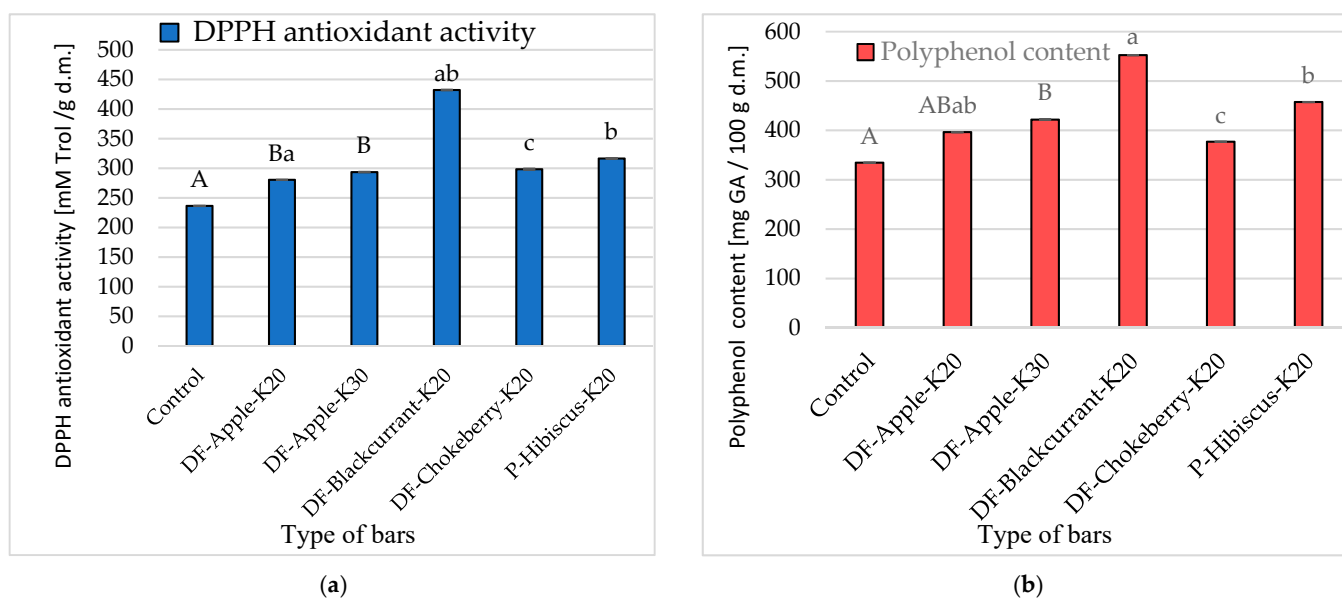 DPPH antioxidant activity
DPPH antioxidant activity [mM Trol /g d.m.]
500
450
400
350
300
250
200
150
100
50
0
A
Ba
B
ab
c
b
Control
DF-Apple-K20
DF-Apple-K30
DF-Blackcurrant-K20
DF-Chokeberry-K20
P-Hibiscus-K20
Type of bars
(a)
Polyphenol content
Polyphenol content [mg GA / 100 g d.m.]
600
500
400
300
200
100
0
A
ABab
B
a
c
b
Control
DF-Apple-K20
DF-Apple-K30
DF-Blackcurrant-K20
DF-Chokeberry-K20
P-Hibiscus-K20
Type of bars
(b)